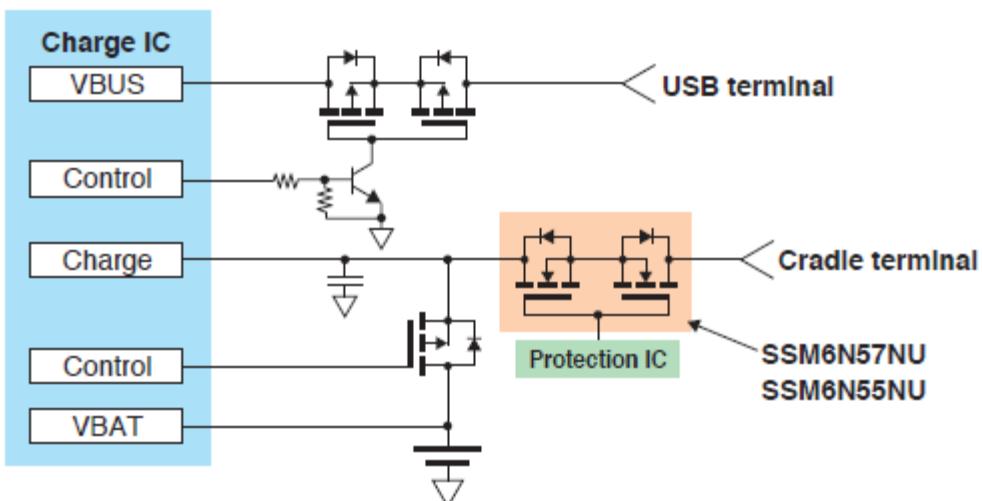 Charge IC
VBUS
USB terminal
Control
Charge
Cradle terminal
Control
Protection IC
SSM6N57NU
SSM6N55NU
VBAT